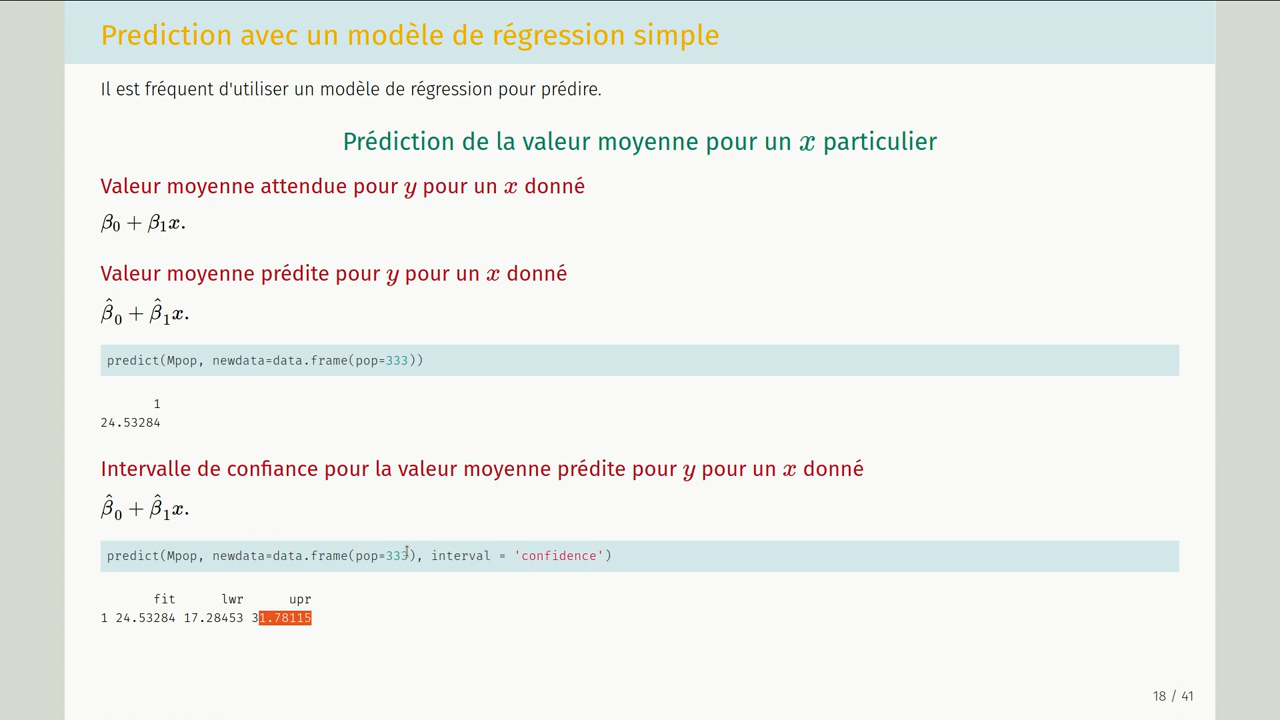 Prediction avec un modèle de régression simple
Il est fréquent d'utiliser un modèle de régression pour prédire.
Prédiction de la valeur moyenne pour un x particulier
Valeur moyenne attendue pour y pour un x donné
β₀ + β₁x.
Valeur moyenne prédite pour y pour un x donné
β̂₀ + β̂₁x.
predict(Mpop, newdata=data.frame(pop=333))
1
24.53284
Intervalle de confiance pour la valeur moyenne prédite pour y pour un x donné
β̂₀ + β̂₁x.
predict(Mpop, newdata=data.frame(pop=333), interval = 'confidence')
fit lwr upr
1 24.53284 17.28453 31.78115
18 / 41